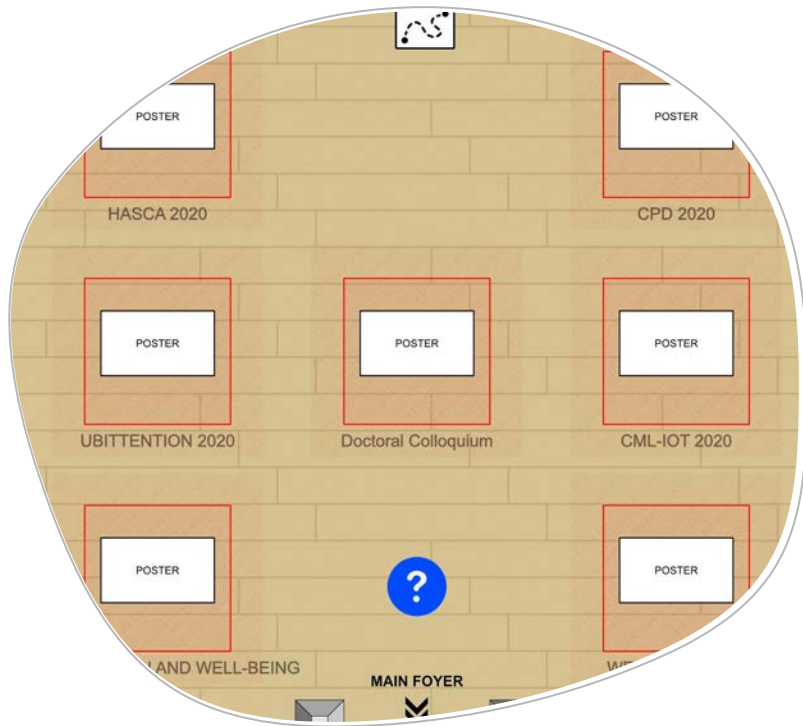 POSTER
POSTER
HASCA 2020
CPD 2020
POSTER
POSTER
POSTER
UBITTENTION 2020
Doctoral Colloquium
CML-IOT 2020
POSTER
?
POSTER
AND WELL-BEING
MAIN FOYER